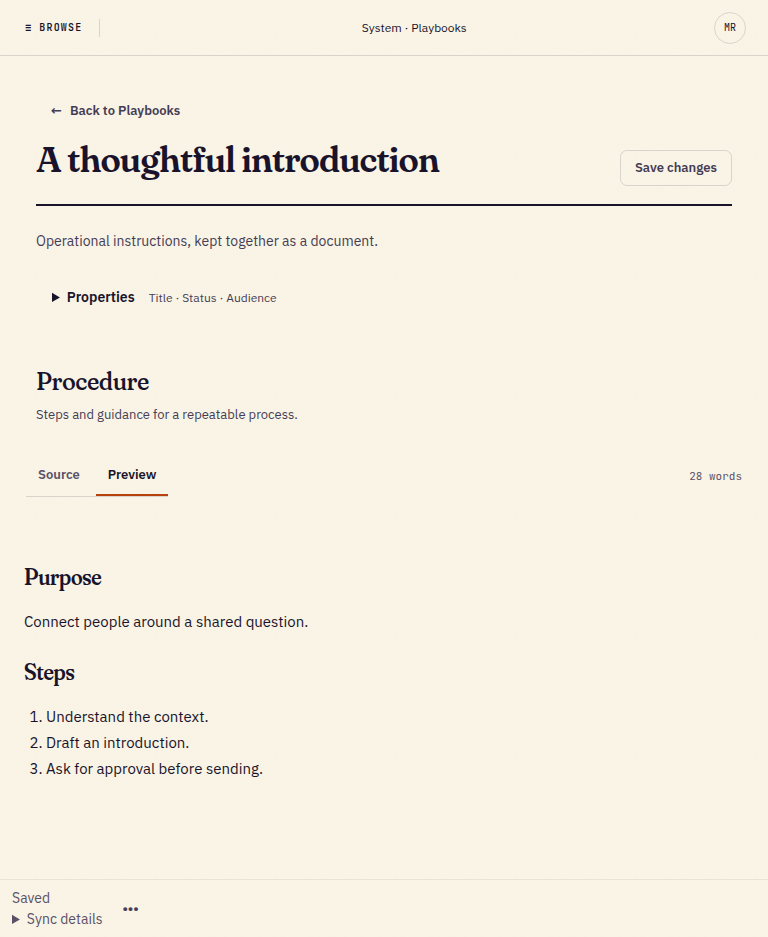 ≡ BROWSE
System · Playbooks
MR
← Back to Playbooks
A thoughtful introduction
Save changes
Operational instructions, kept together as a document.
▶ Properties Title · Status · Audience
Procedure
Steps and guidance for a repeatable process.
Source Preview
28 words
Purpose
Connect people around a shared question.
Steps
1. Understand the context.
2. Draft an introduction.
3. Ask for approval before sending.
Saved
▶ Sync details
•••